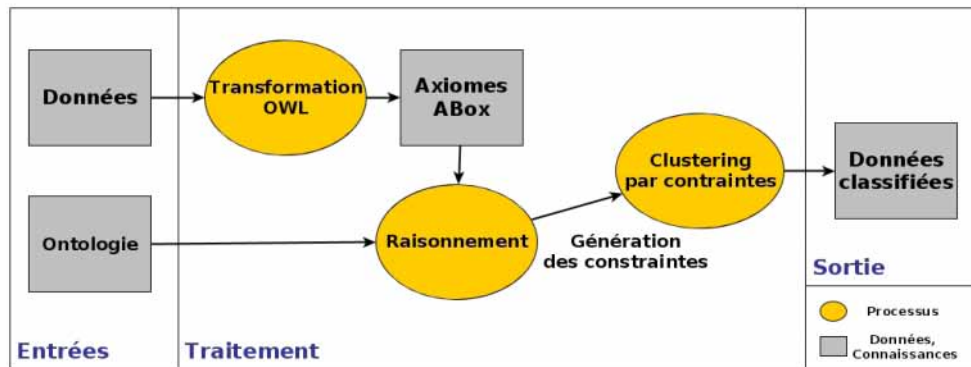 Données
Transformation
OWL
Axiomes
ABox
Clustering
par contraintes
Données
classifiées
Ontologie
Raisonnement
Génération
des constraintes
Sortie
Processus
Données,
Connaissances
Entrées
Traitement